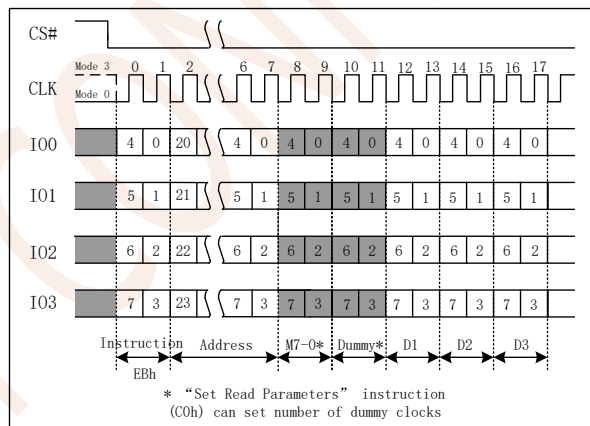 CS#
Mode 3 0 1 2 6 7 8 9 10 11 12 13 14 15 16 17
CLK
Mode 0
IO0 4 0 20 4 0 4 0 4 0 4 0 4 0 4 0
IO1 5 1 21 5 1 5 1 5 1 5 1 5 1 5 1
IO2 6 2 22 6 2 6 2 6 2 6 2 6 2 6 2
IO3 7 3 23 7 3 7 3 7 3 7 3 7 3 7 3
Instruction Address M7-0* Dummy* D1 D2 D3
EBh
* “Set Read Parameters” instruction
(C0h) can set number of dummy clocks